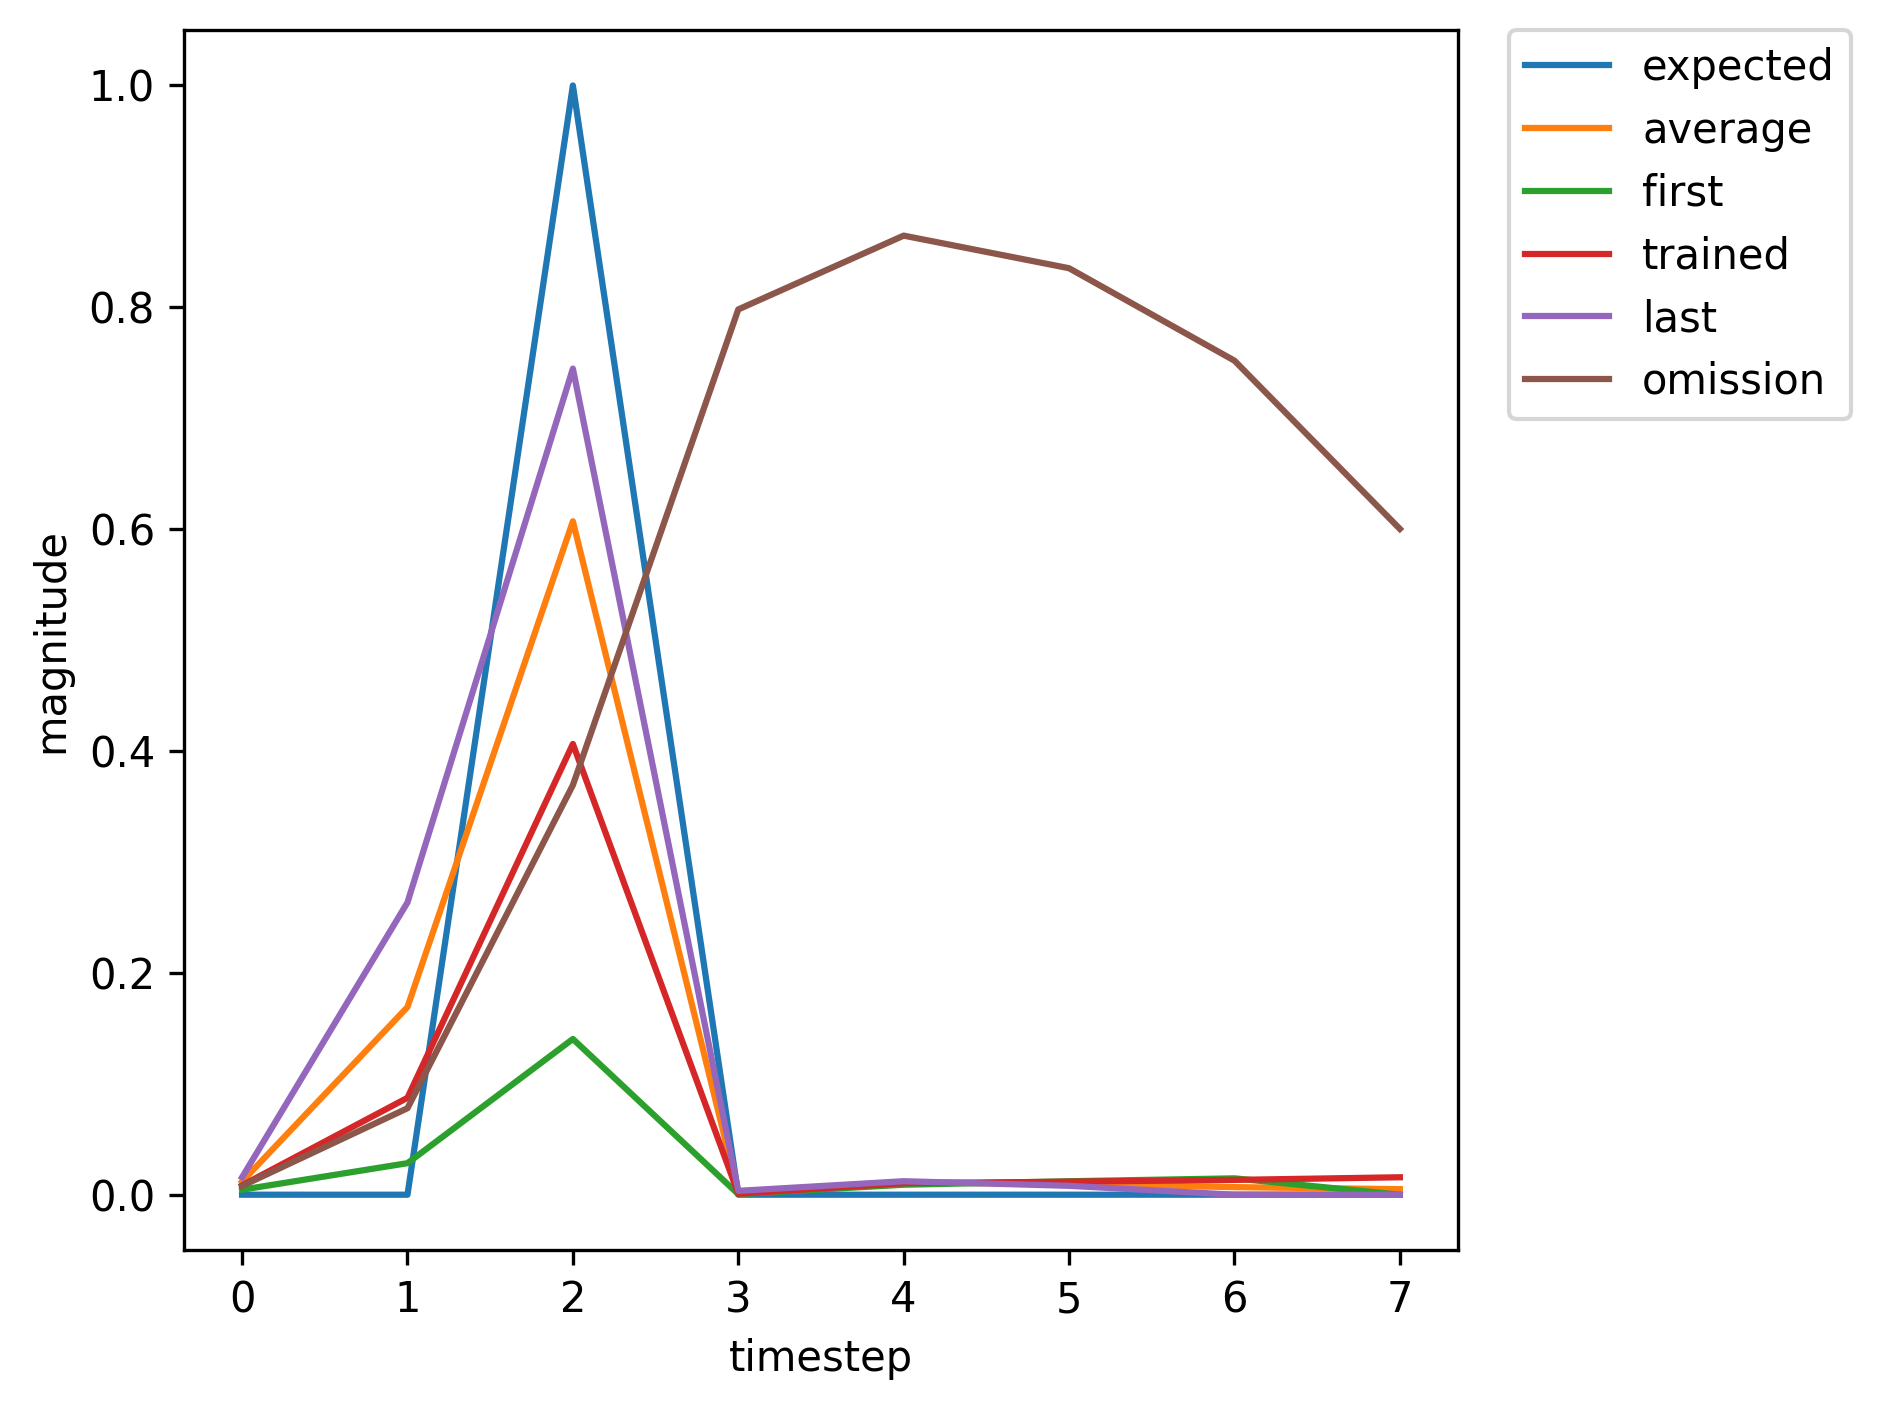 1.0
0.8
0.6
0.4
0.2
0.0
magnitude
0 1 2 3 4 5 6 7
timestep
expected
average
first
trained
last
omission